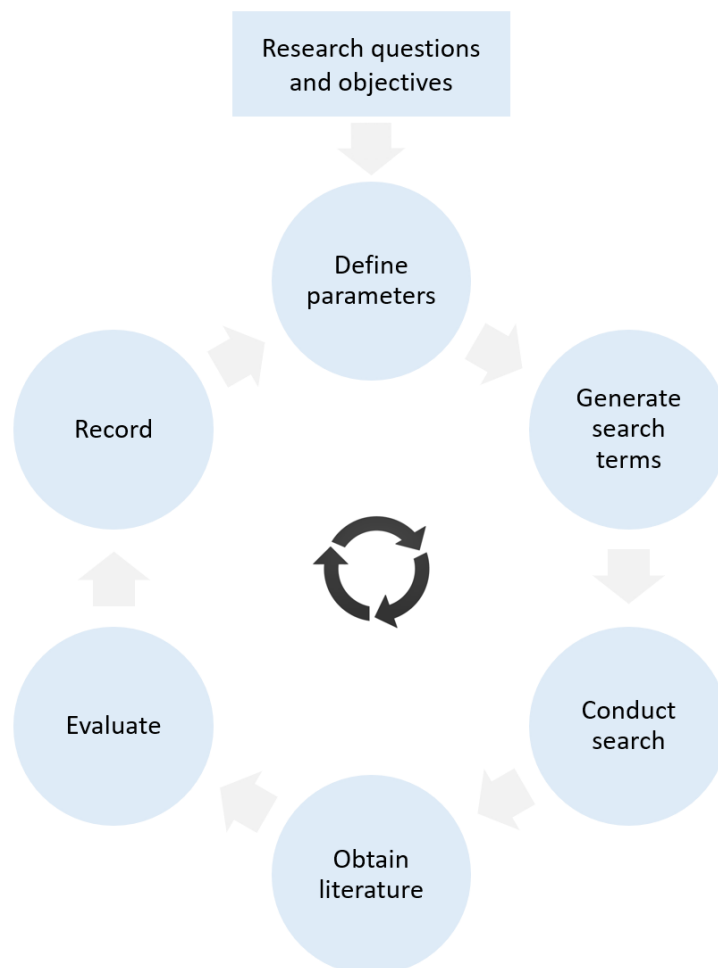 Research questions
and objectives
Define
parameters
Generate
search
terms
Conduct
search
Obtain
literature
Evaluate
Record